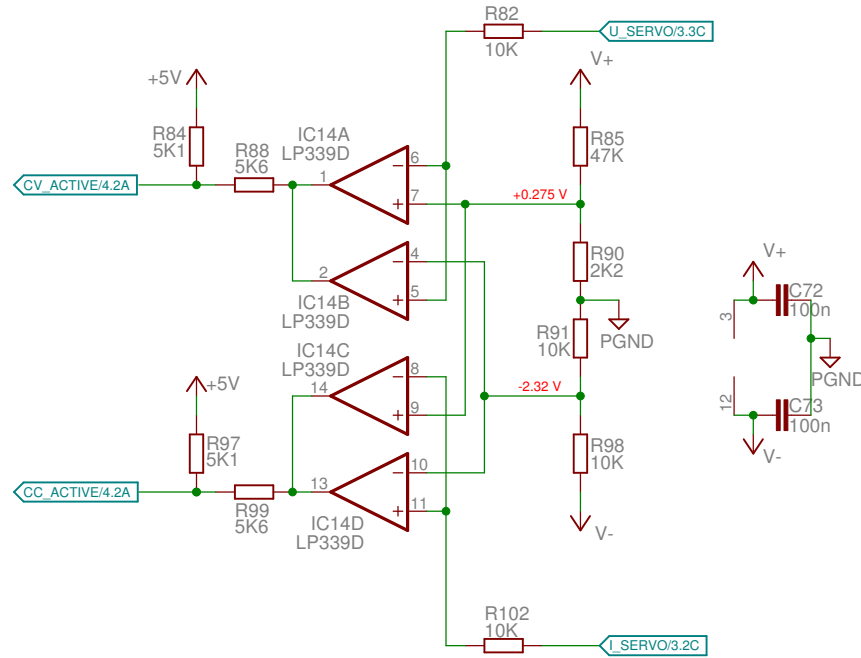 R82
10K
U_SERVO/3.3C
+5V
V+
R84
5K1
R88
5K6
IC14A
LP339D
R85
47K
6
CV_ACTIVE/4.2A
1
−
+
7
+0.275 V
4
2
−
+
5
IC14B
LP339D
R90
2K2
V+
C72
100n
3
R91
10K
PGND
IC14C
LP339D
PGND
+5V
8
14
−
+
9
-2.32 V
12
C73
100n
V-
R97
5K1
R98
10K
10
CC_ACTIVE/4.2A
13
−
+
11
R99
5K6
IC14D
LP339D
V-
R102
10K
I_SERVO/3.2C